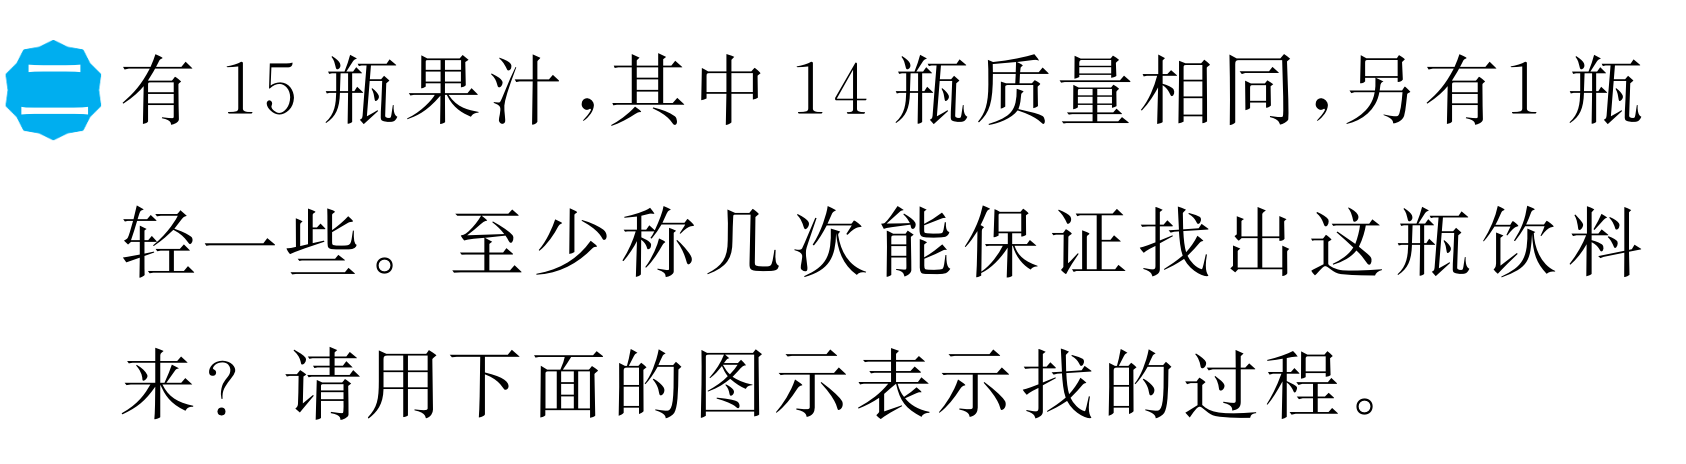 二 有 15 瓶果汁,其中 14 瓶质量相同,另有1 瓶
轻一些。至少称几次能保证找出这瓶饮料
来？请用下面的图示表示找的过程。